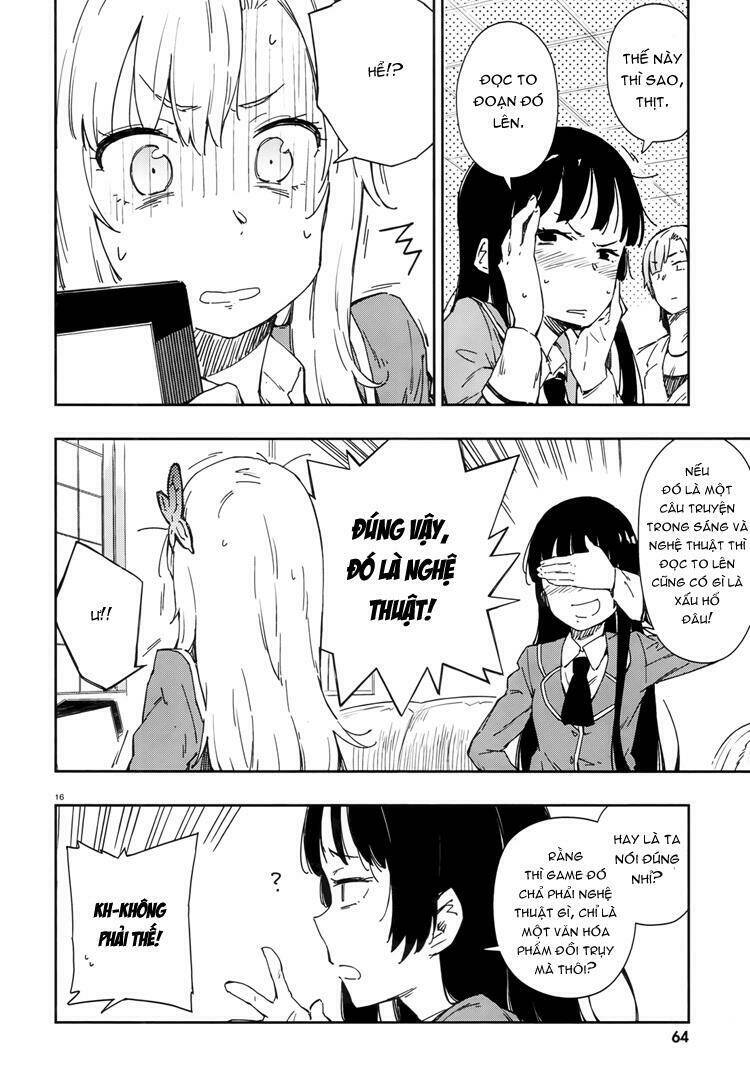 THẾ NÀY
THÌ SAO,
THỊT.
ĐỌC TO
ĐOẠN ĐÓ
LÊN.
HỂ!?
NẾU
ĐÓ LÀ MỘT
CÂU TRUYỆN
TRONG SÁNG VÀ
NGHỆ THUẬT THÌ
ĐỌC TO LÊN
CŨNG CÓ GÌ LÀ
XẤU HỔ
ĐÂU!
ĐÚNG VẬY,
ĐÓ LÀ NGHỆ
THUẬT!
Ư!!
16
HAY LÀ TA
NÓI ĐÚNG
NHỈ?
RẰNG
THÌ GAME ĐÓ
CHẢ PHẢI NGHỆ
THUẬT GÌ, CHỈ LÀ
MỘT VĂN HÓA
PHẨM ĐỒI TRỤY
MÀ THÔI?
?
KH-KHÔNG
PHẢI THẾ!
64